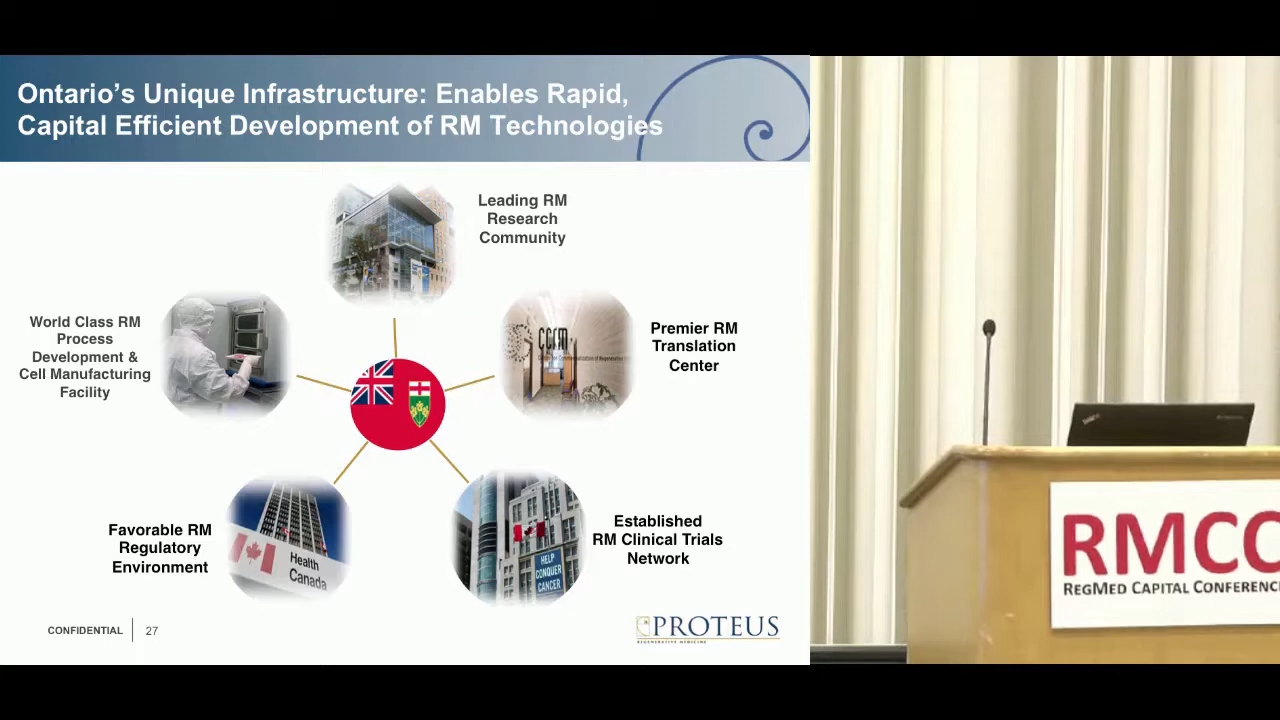 Ontario's Unique Infrastructure: Enables Rapid,
Capital Efficient Development of RM Technologies
Leading RM
Research
Community
World Class RM
Process
Development &
Cell Manufacturing
Facility
ccrm
Premier RM
Translation
Center
Favorable RM
Regulatory
Environment
Health
Canada
HELP
CONQUER
CANCER
Established
RM Clinical Trials
Network
CONFIDENTIAL
27
PROTEUS
REGENERATIVE MEDICINE
RMCC
REGMED CAPITAL CONFERENC